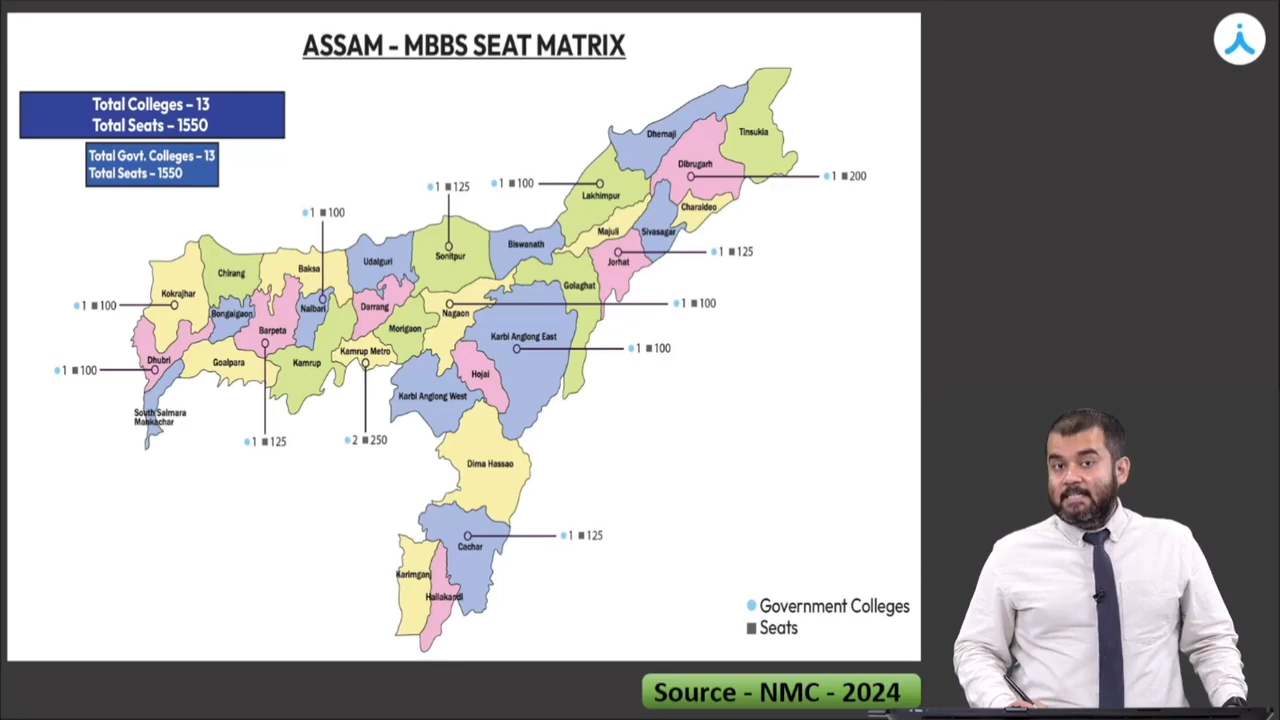 ASSAM - MBBS SEAT MATRIX
Total Colleges – 13
Total Seats – 1550
Total Govt. Colleges – 13
Total Seats – 1550
Tinsukia
Dhemaji
Dibrugarh
1 200
1 100
Lakhimpur
1 125
Charaideo
Majuli
Sivasagar
1 100
Biswanath
Sonitpur
Jorhat
1 125
Udalguri
Baksa
Chirang
Golaghat
Kokrajhar
1 100
Nalbari
Darrang
Nagaon
1 100
Bongaigaon
Barpeta
Morigaon
Karbi Anglong East
1 100
Kamrup Metro
Dhubri
Goalpara
Kamrup
1 100
Hojai
Karbi Anglong West
South Salmara
Mankachar
1 125
2 250
Dima Hassao
1 125
Cachar
Karimganj
Hailakandi
Government Colleges
Seats
Source - NMC - 2024